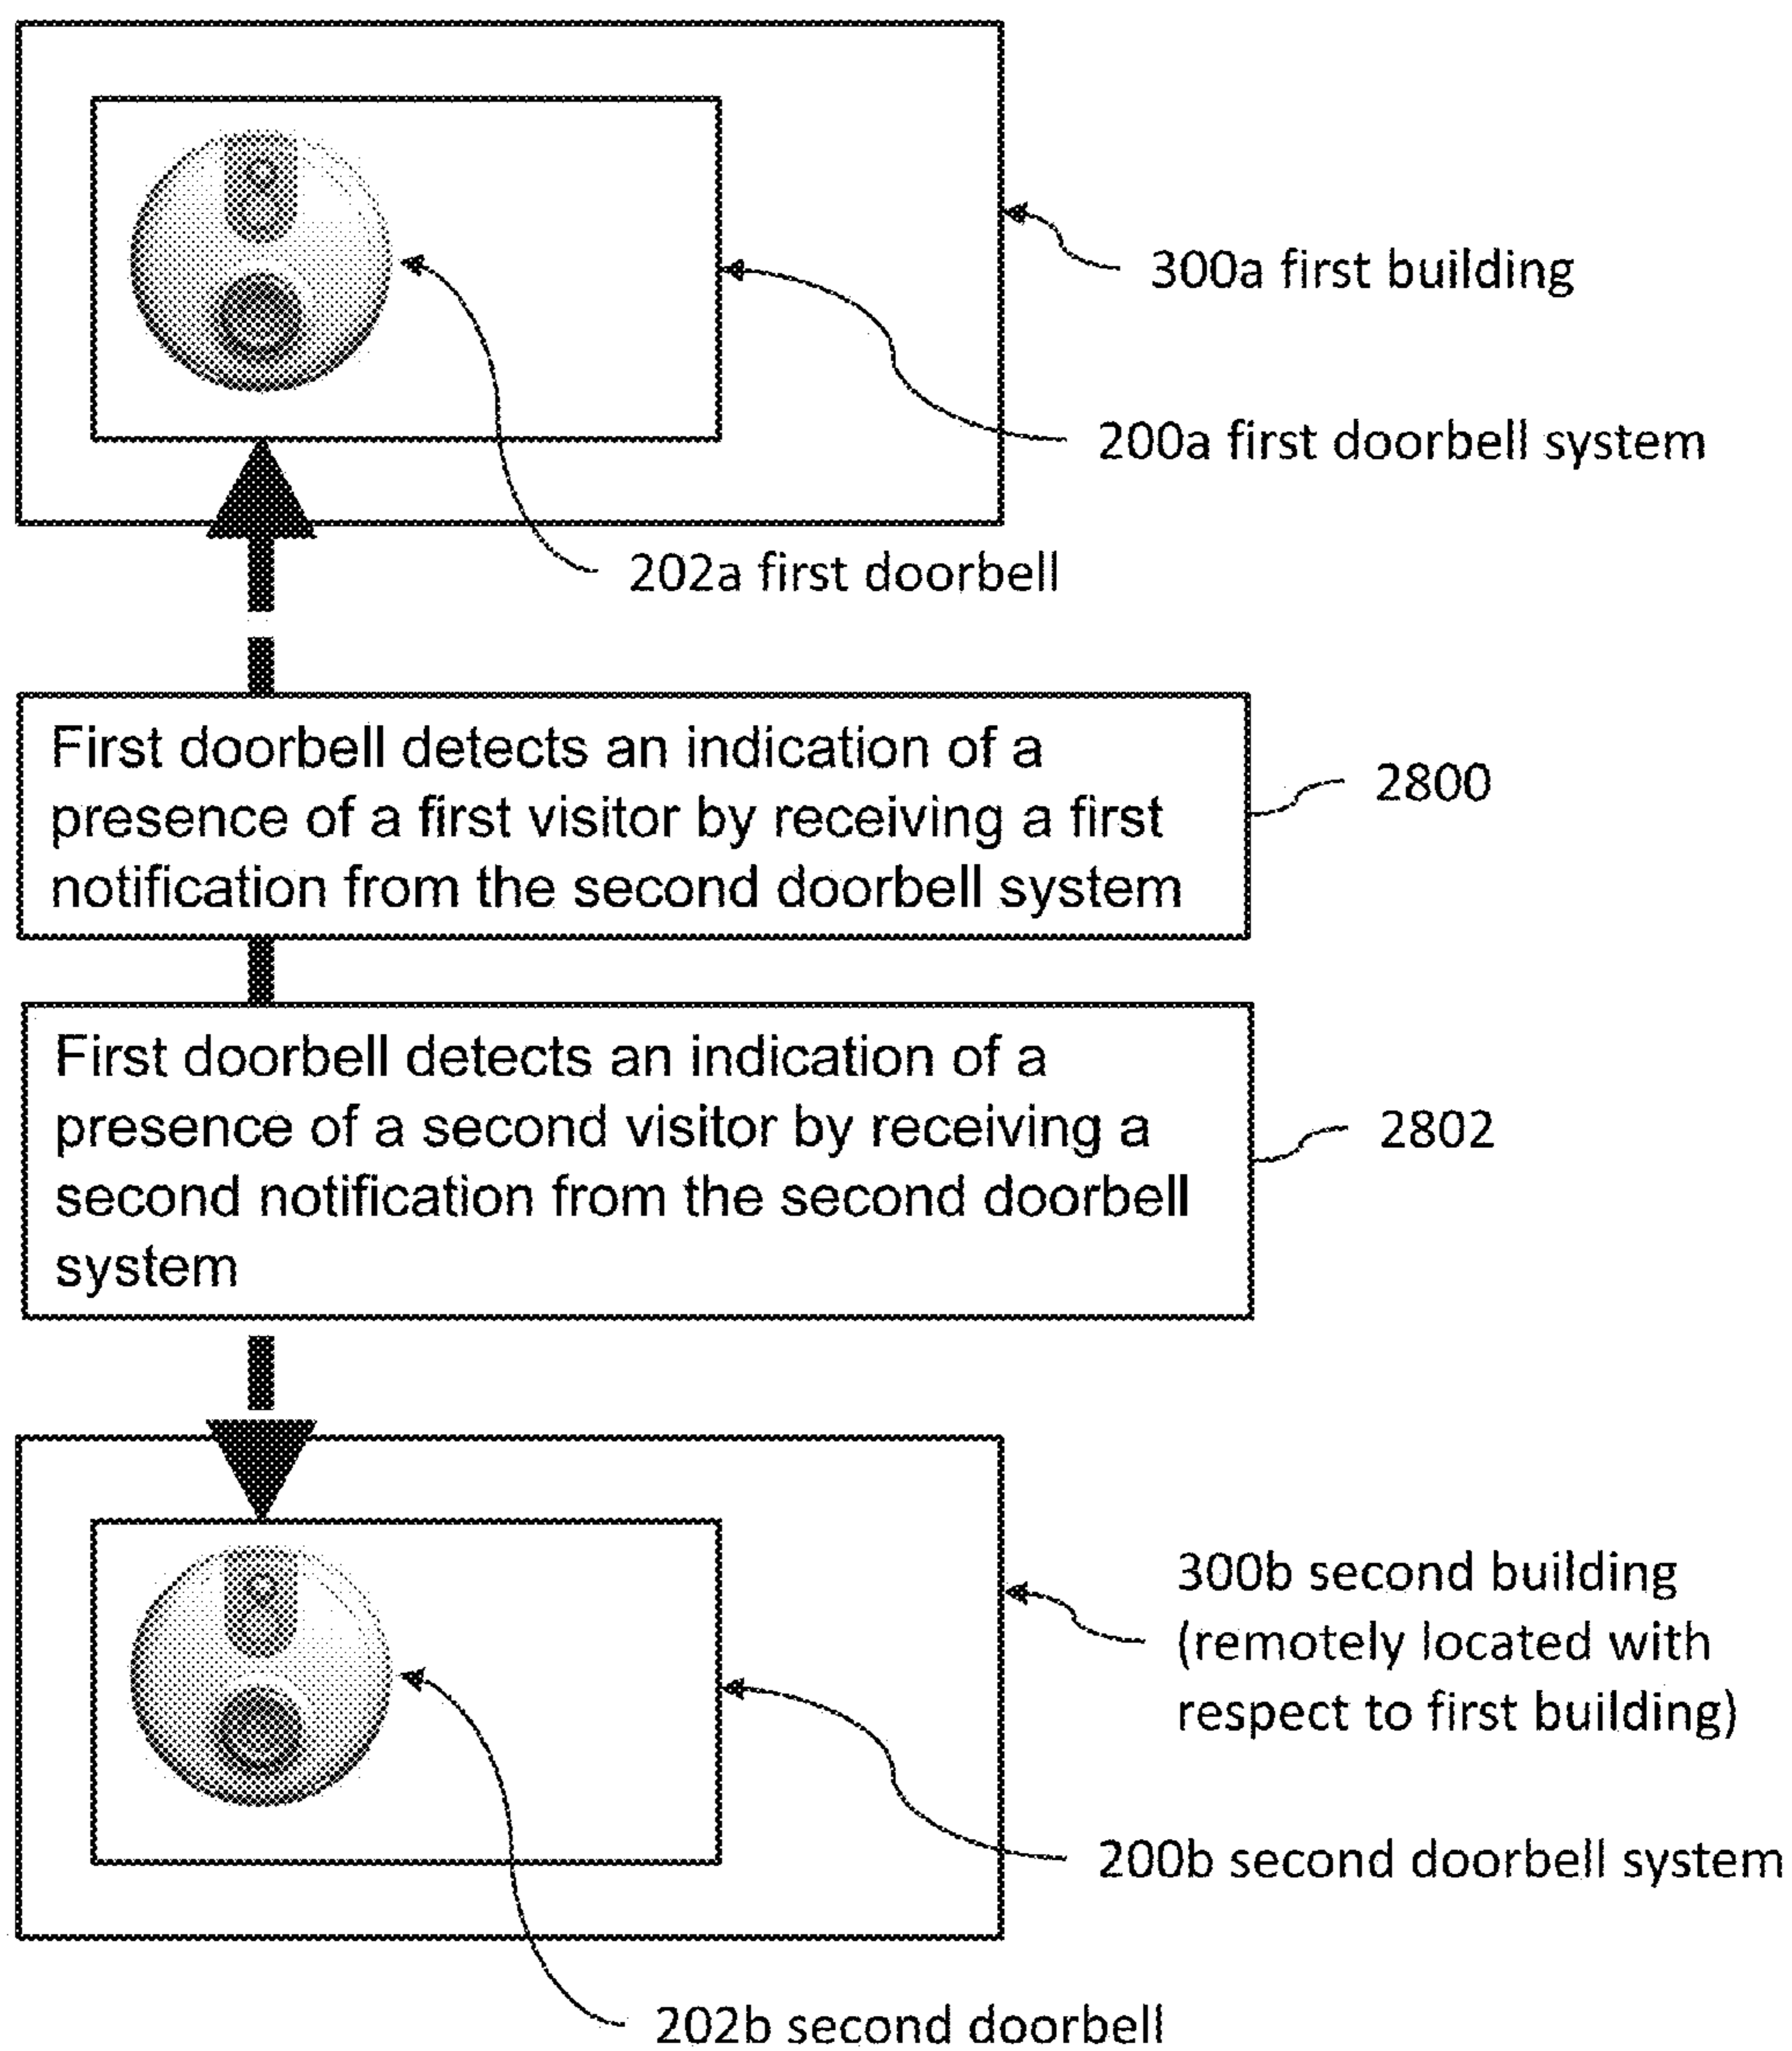 300a first building
200a first doorbell system
202a first doorbell
First doorbell detects an indication of a
presence of a first visitor by receiving a first
notification from the second doorbell system
2800
First doorbell detects an indication of a
presence of a second visitor by receiving a
second notification from the second doorbell
system
2802
300b second building
(remotely located with
respect to first building)
200b second doorbell system
202b second doorbell